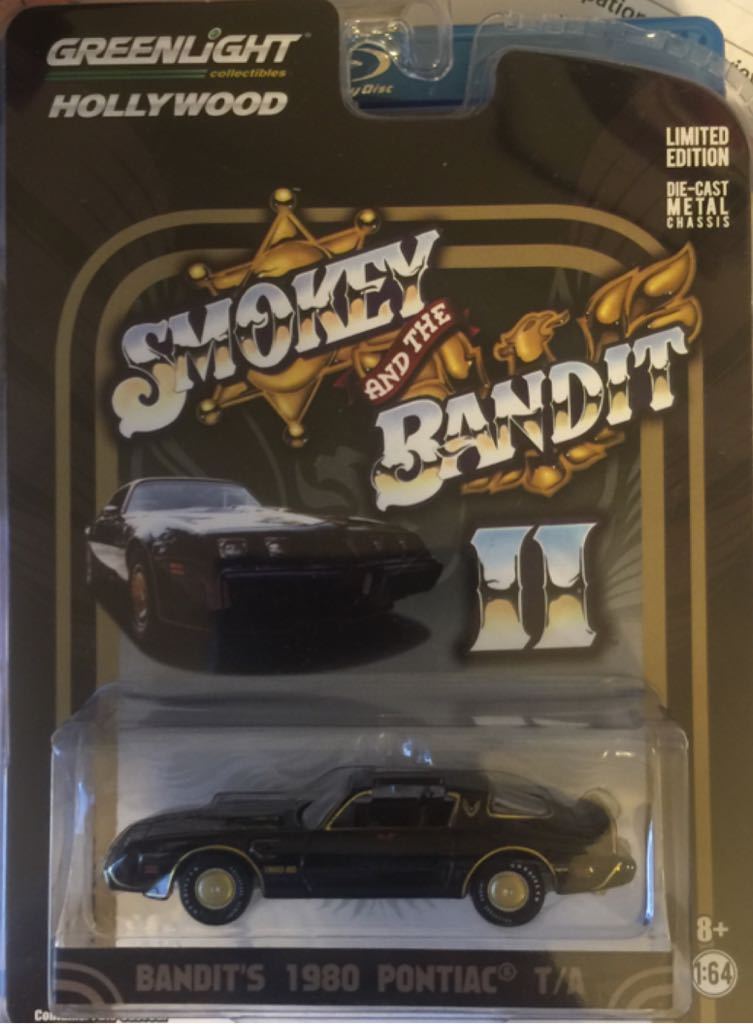 GREENLiGHT®
collectibles
HOLLYWOOD
yDisc
LIMITED
EDITION
DIE-CAST
METAL
CHASSIS
SMOKEY
AND THE
BANDIT
II
BANDIT'S 1980 PONTIAC® T/A
8+
1:64